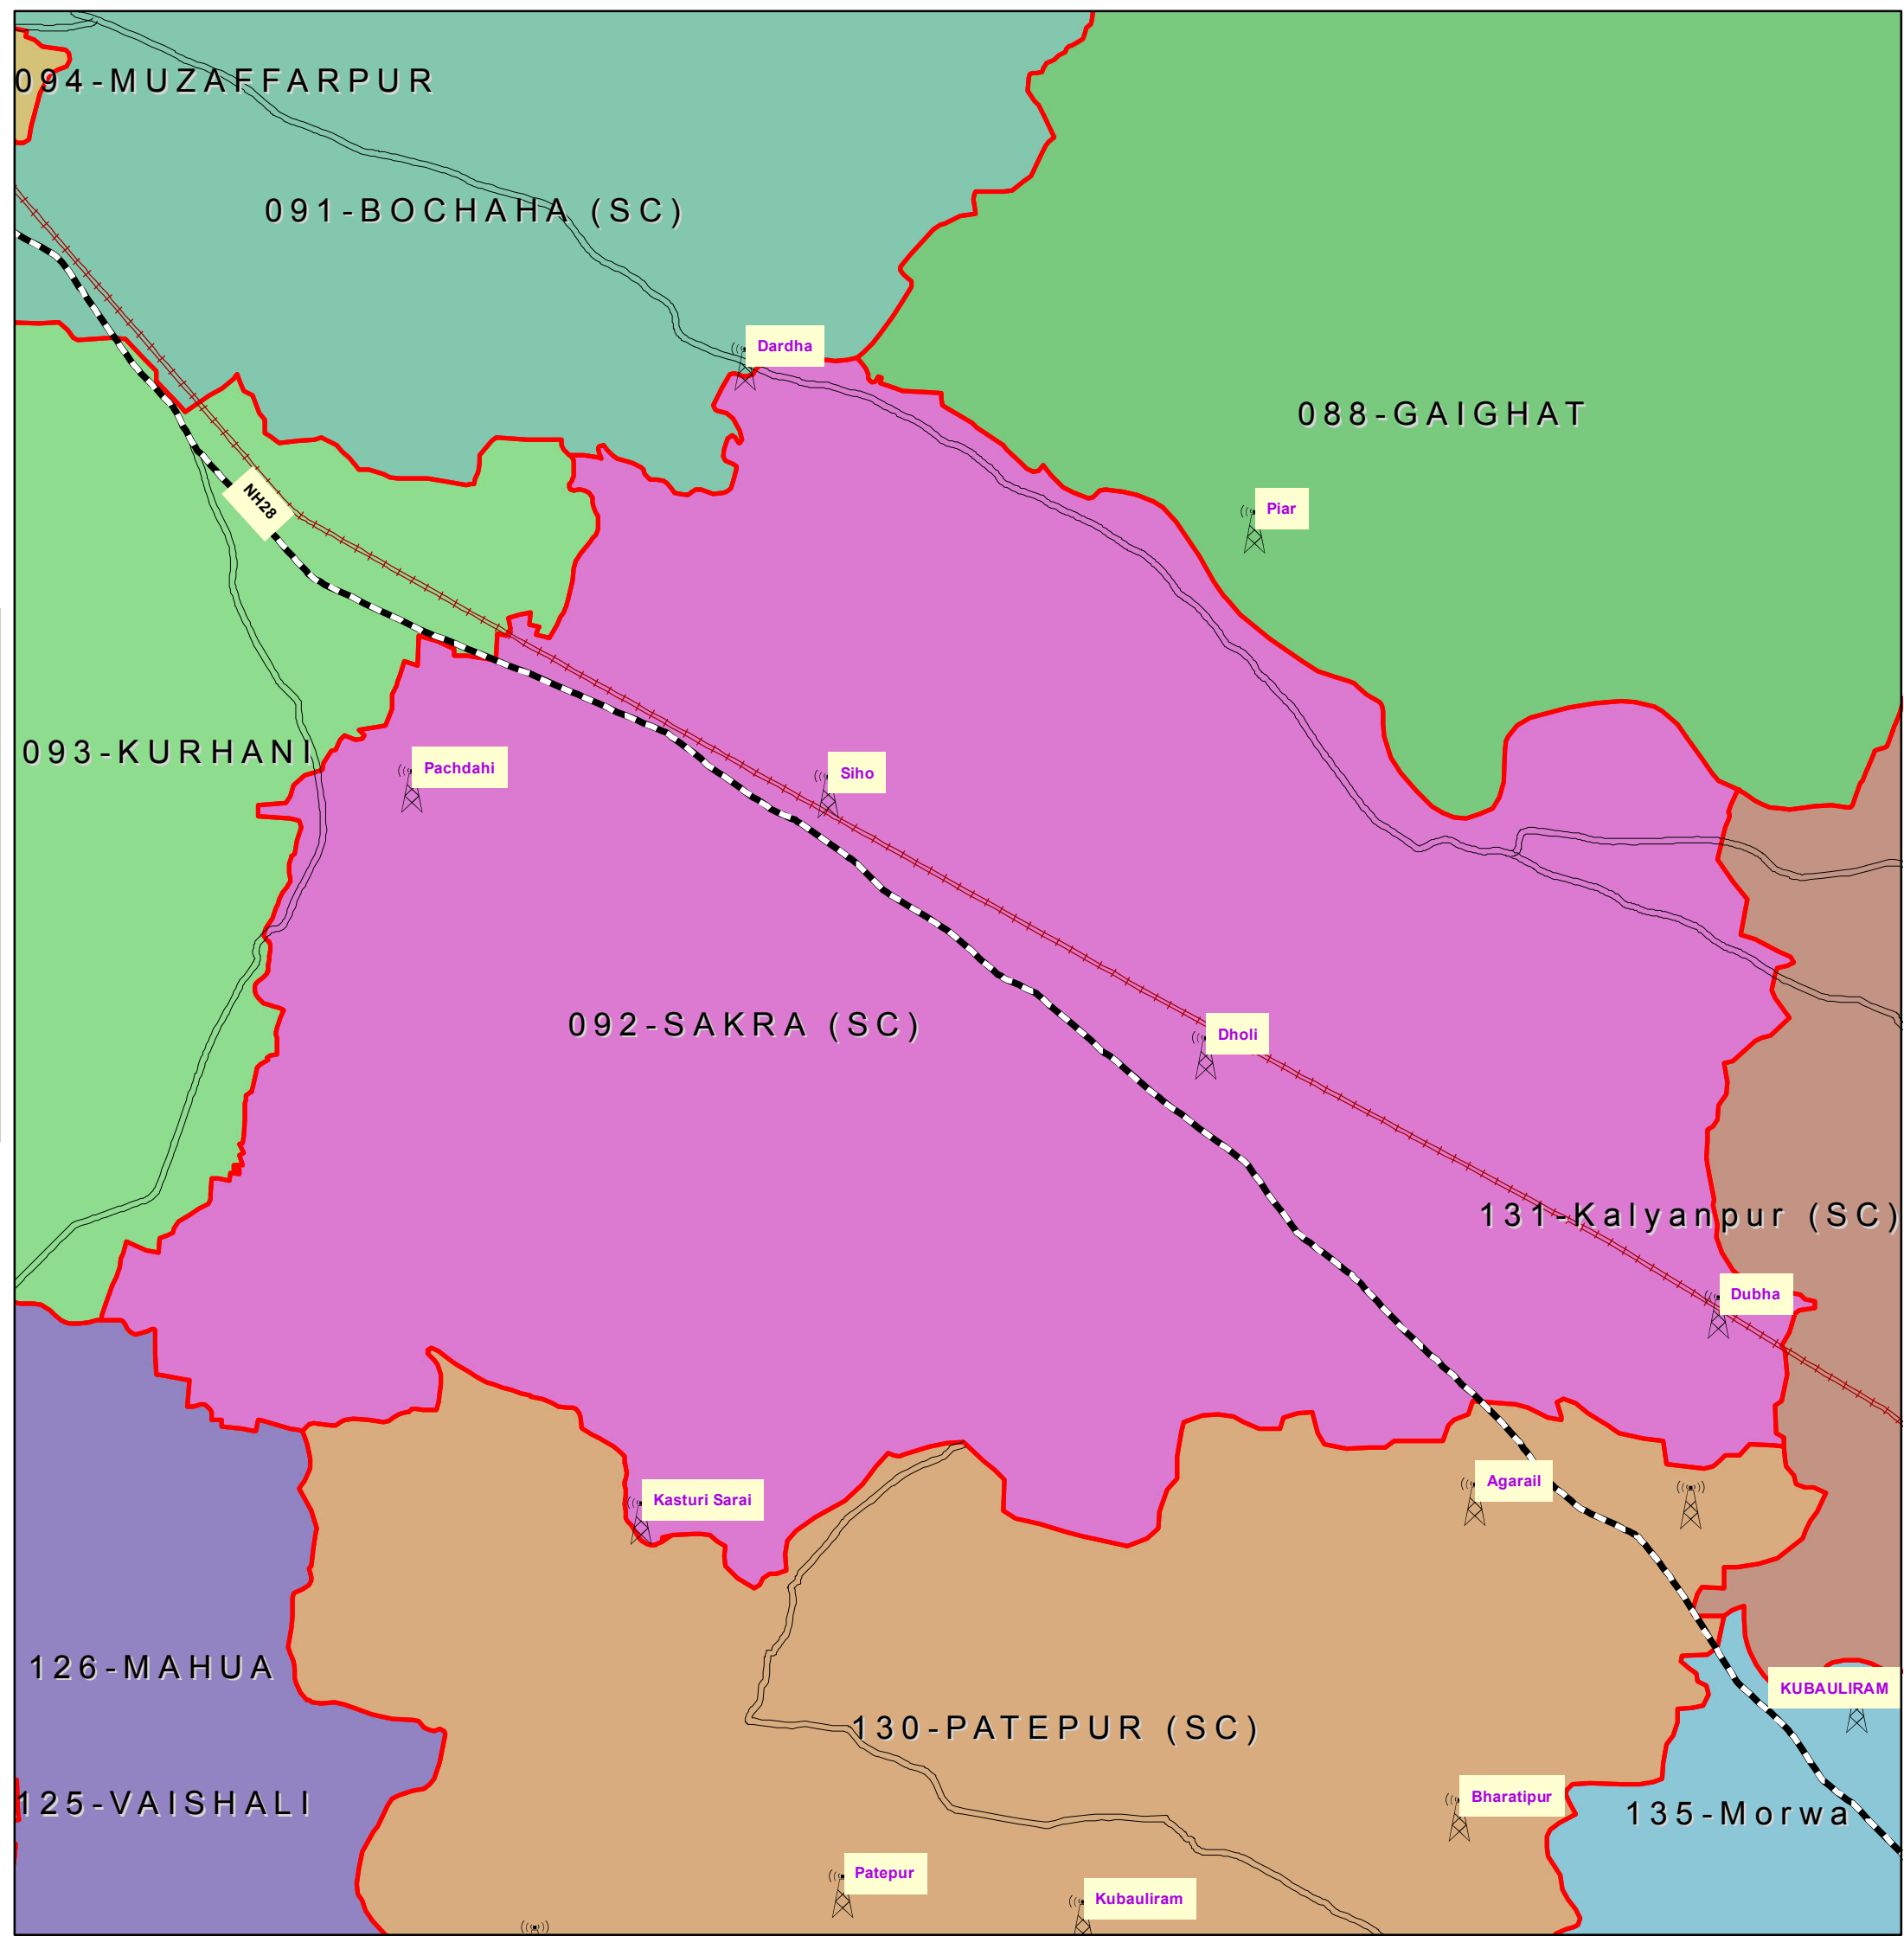 094-MUZAFFARPUR
091-BOCHAHA (SC)
Dardha
088-GAIGHAT
NH28
Piar
093-KURHANI
Pachdahi
Siho
092-SAKRA (SC)
Dholi
131-Kalyanpur (SC)
Dubha
Agarail
Kasturi Sarai
126-MAHUA
KUBAULIRAM
130-PATEPUR (SC)
125-VAISHALI
Bharatipur
135-Morwa
Patepur
Kubauliram